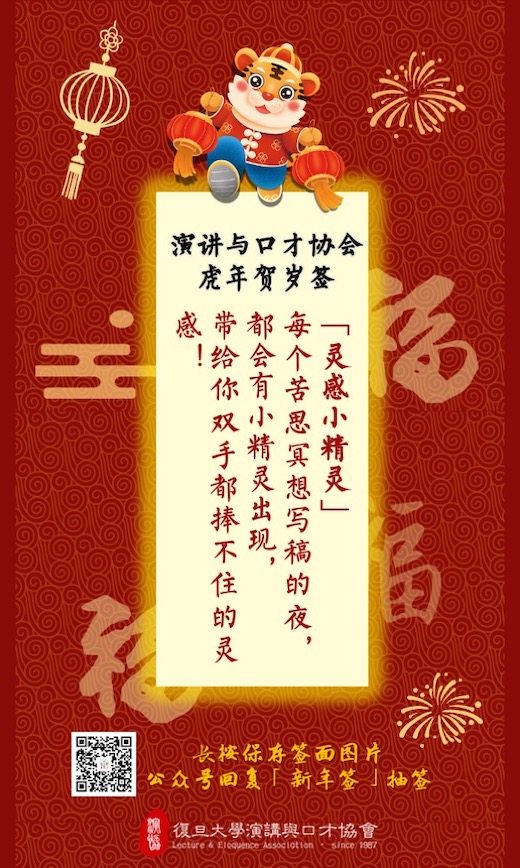 王
演讲与口才协会
虎年贺岁签
「灵感小精灵」
每个苦思冥想写稿的夜，
都会有小精灵出现，
带给你双手都捧不住的灵
感！
福
福
福
长按保存签面图片
公众号回复「新年签」抽签
演协
復旦大學演講與口才協會
Lecture & Eloquence Association · since 1987